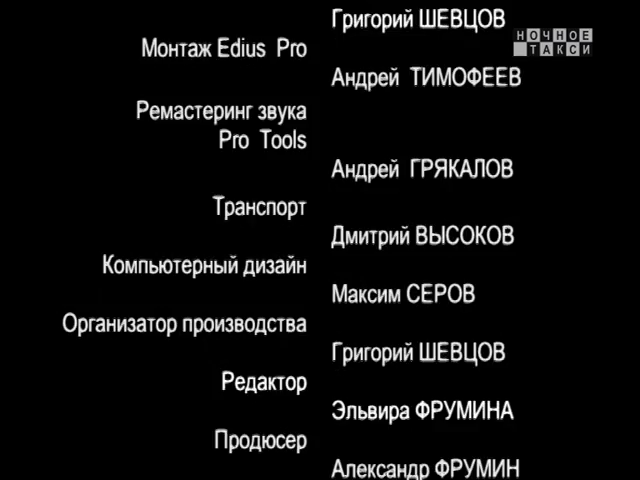 Григорий ШЕВЦОВ
НОЧНОЕ
ТАКСИ
Монтаж Edius Pro
Андрей ТИМОФЕЕВ
Ремастеринг звука
Pro Tools
Андрей ГРЯКАЛОВ
Транспорт
Дмитрий ВЫСОКОВ
Компьютерный дизайн
Максим СЕРОВ
Организатор производства
Григорий ШЕВЦОВ
Редактор
Эльвира ФРУМИНА
Продюсер
Александр ФРУМИН